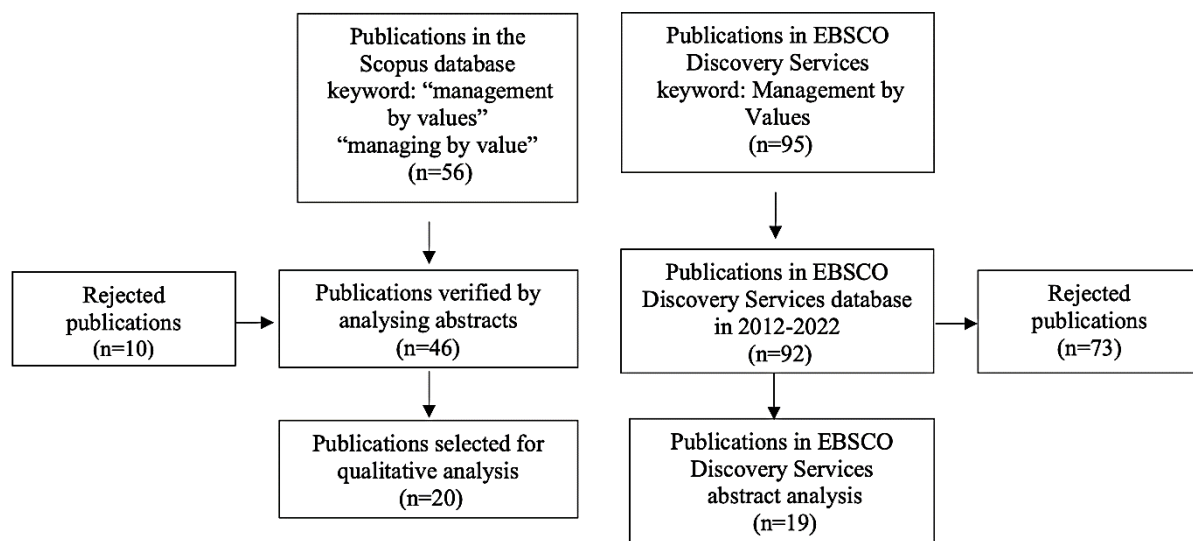 Publications in the
Scopus database
keyword: “management
by values”
“managing by value”
(n=56)
Publications in EBSCO
Discovery Services
keyword: Management by
Values
(n=95)
Rejected
publications
(n=10)
Publications verified by
analysing abstracts
(n=46)
Publications in EBSCO
Discovery Services database
in 2012-2022
(n=92)
Rejected
publications
(n=73)
Publications selected for
qualitative analysis
(n=20)
Publications in EBSCO
Discovery Services
abstract analysis
(n=19)